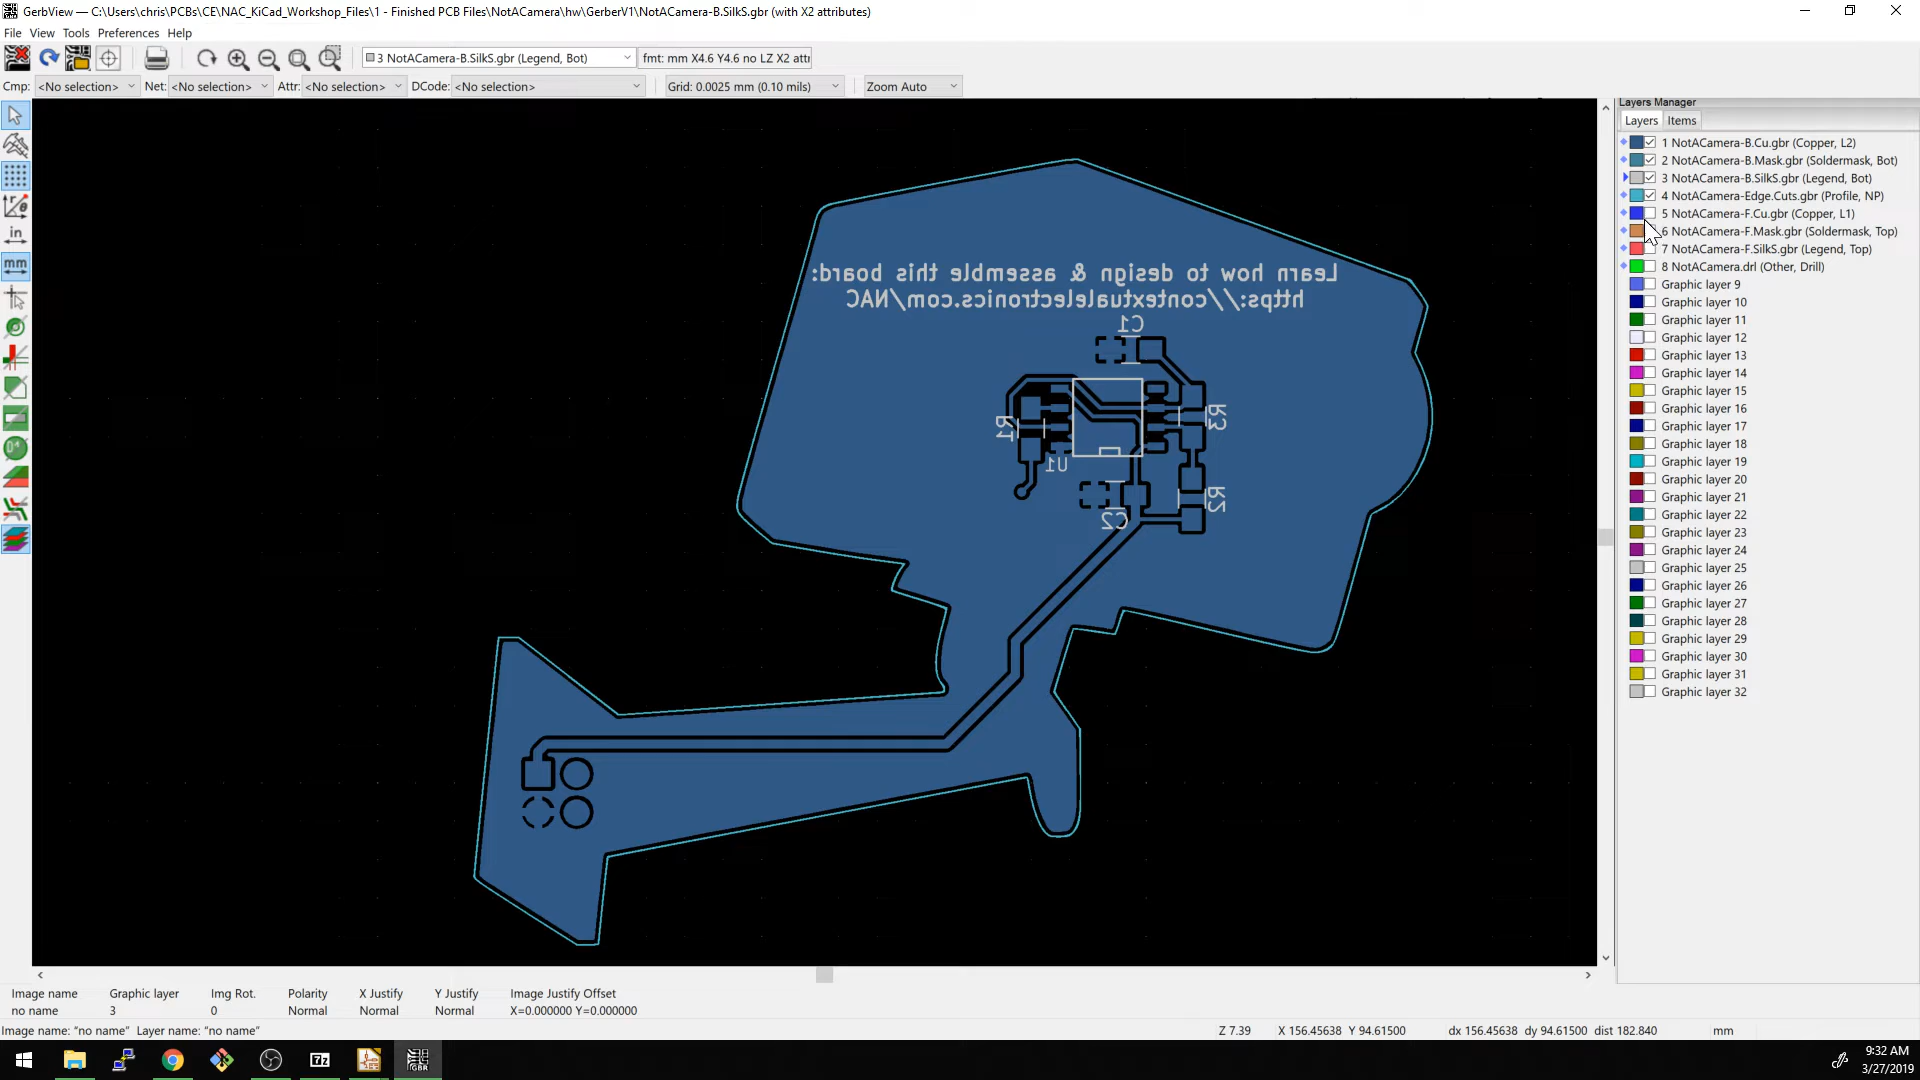 GerbView — C:\Users\chris\PCBs\CE\NAC_KiCad_Workshop_Files\1 - Finished PCB Files\NotACamera\hw\GerberV1\NotACamera-B.SilkS.gbr (with X2 attributes)
File View Tools Preferences Help
3 NotACamera-B.SilkS.gbr (Legend, Bot) fmt: mm X4.6 Y4.6 no LZ X2 attri
Cmp: <No selection> Net: <No selection> Attr: <No selection> DCode: <No selection> Grid: 0.0025 mm (0.10 mils) Zoom Auto
Layers Manager
Layers Items
1 NotACamera-B.Cu.gbr (Copper, L2)
2 NotACamera-B.Mask.gbr (Soldermask, Bot)
3 NotACamera-B.SilkS.gbr (Legend, Bot)
4 NotACamera-Edge.Cuts.gbr (Profile, NP)
5 NotACamera-F.Cu.gbr (Copper, L1)
6 NotACamera-F.Mask.gbr (Soldermask, Top)
7 NotACamera-F.SilkS.gbr (Legend, Top)
8 NotACamera.drl (Other, Drill)
Graphic layer 9
Graphic layer 10
Graphic layer 11
Graphic layer 12
Graphic layer 13
Graphic layer 14
Graphic layer 15
Graphic layer 16
Graphic layer 17
Graphic layer 18
Graphic layer 19
Graphic layer 20
Graphic layer 21
Graphic layer 22
Graphic layer 23
Graphic layer 24
Graphic layer 25
Graphic layer 26
Graphic layer 27
Graphic layer 28
Graphic layer 29
Graphic layer 30
Graphic layer 31
Graphic layer 32
in
mm
Learn how to design & assemble this board:
https://contextualelectronics.com/NAC
C1
R1
R3
U1
C2
R2
Image name Graphic layer Img Rot. Polarity X Justify Y Justify Image Justify Offset
no name 3 0 Normal Normal Normal X=0.000000 Y=0.000000
Image name: "no name" Layer name: "no name" Z 7.39 X 156.45638 Y 94.61500 dx 156.45638 dy 94.61500 dist 182.840 mm
7z
GBR
9:32 AM
3/27/2019